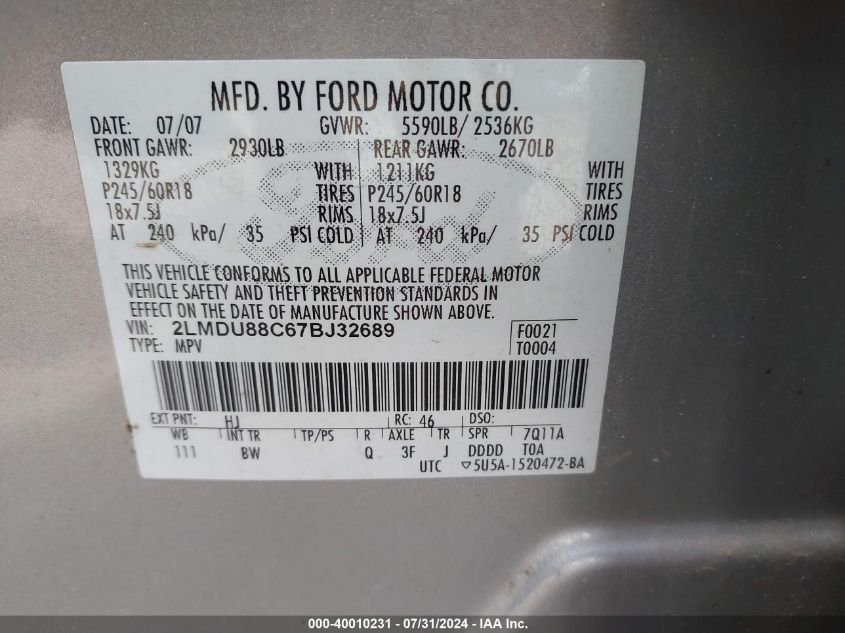 MFD. BY FORD MOTOR CO.
DATE: 07/07 GVWR: 5590LB/ 2536KG
FRONT GAWR: 2930LB REAR GAWR: 2670LB
1329KG WITH 1211KG WITH
P245/60R18 TIRES P245/60R18 TIRES
18x7.5J RIMS 18x7.5J RIMS
AT 240 kPa/ 35 PSI COLD AT 240 kPa/ 35 PSI COLD
Ford
THIS VEHICLE CONFORMS TO ALL APPLICABLE FEDERAL MOTOR
VEHICLE SAFETY AND THEFT PREVENTION STANDARDS IN
EFFECT ON THE DATE OF MANUFACTURE SHOWN ABOVE.
VIN: 2LMDU88C67BJ32689 F0021
TYPE: MPV T0004
EXT PNT: HJ RC: 46 DSO:
WB INT TR TP/PS R AXLE TR SPR 7Q11A
111 BW Q 3F J DDDD TOA
UTC ▽5U5A-1520472-BA
000-40010231 - 07/31/2024 - IAA Inc.